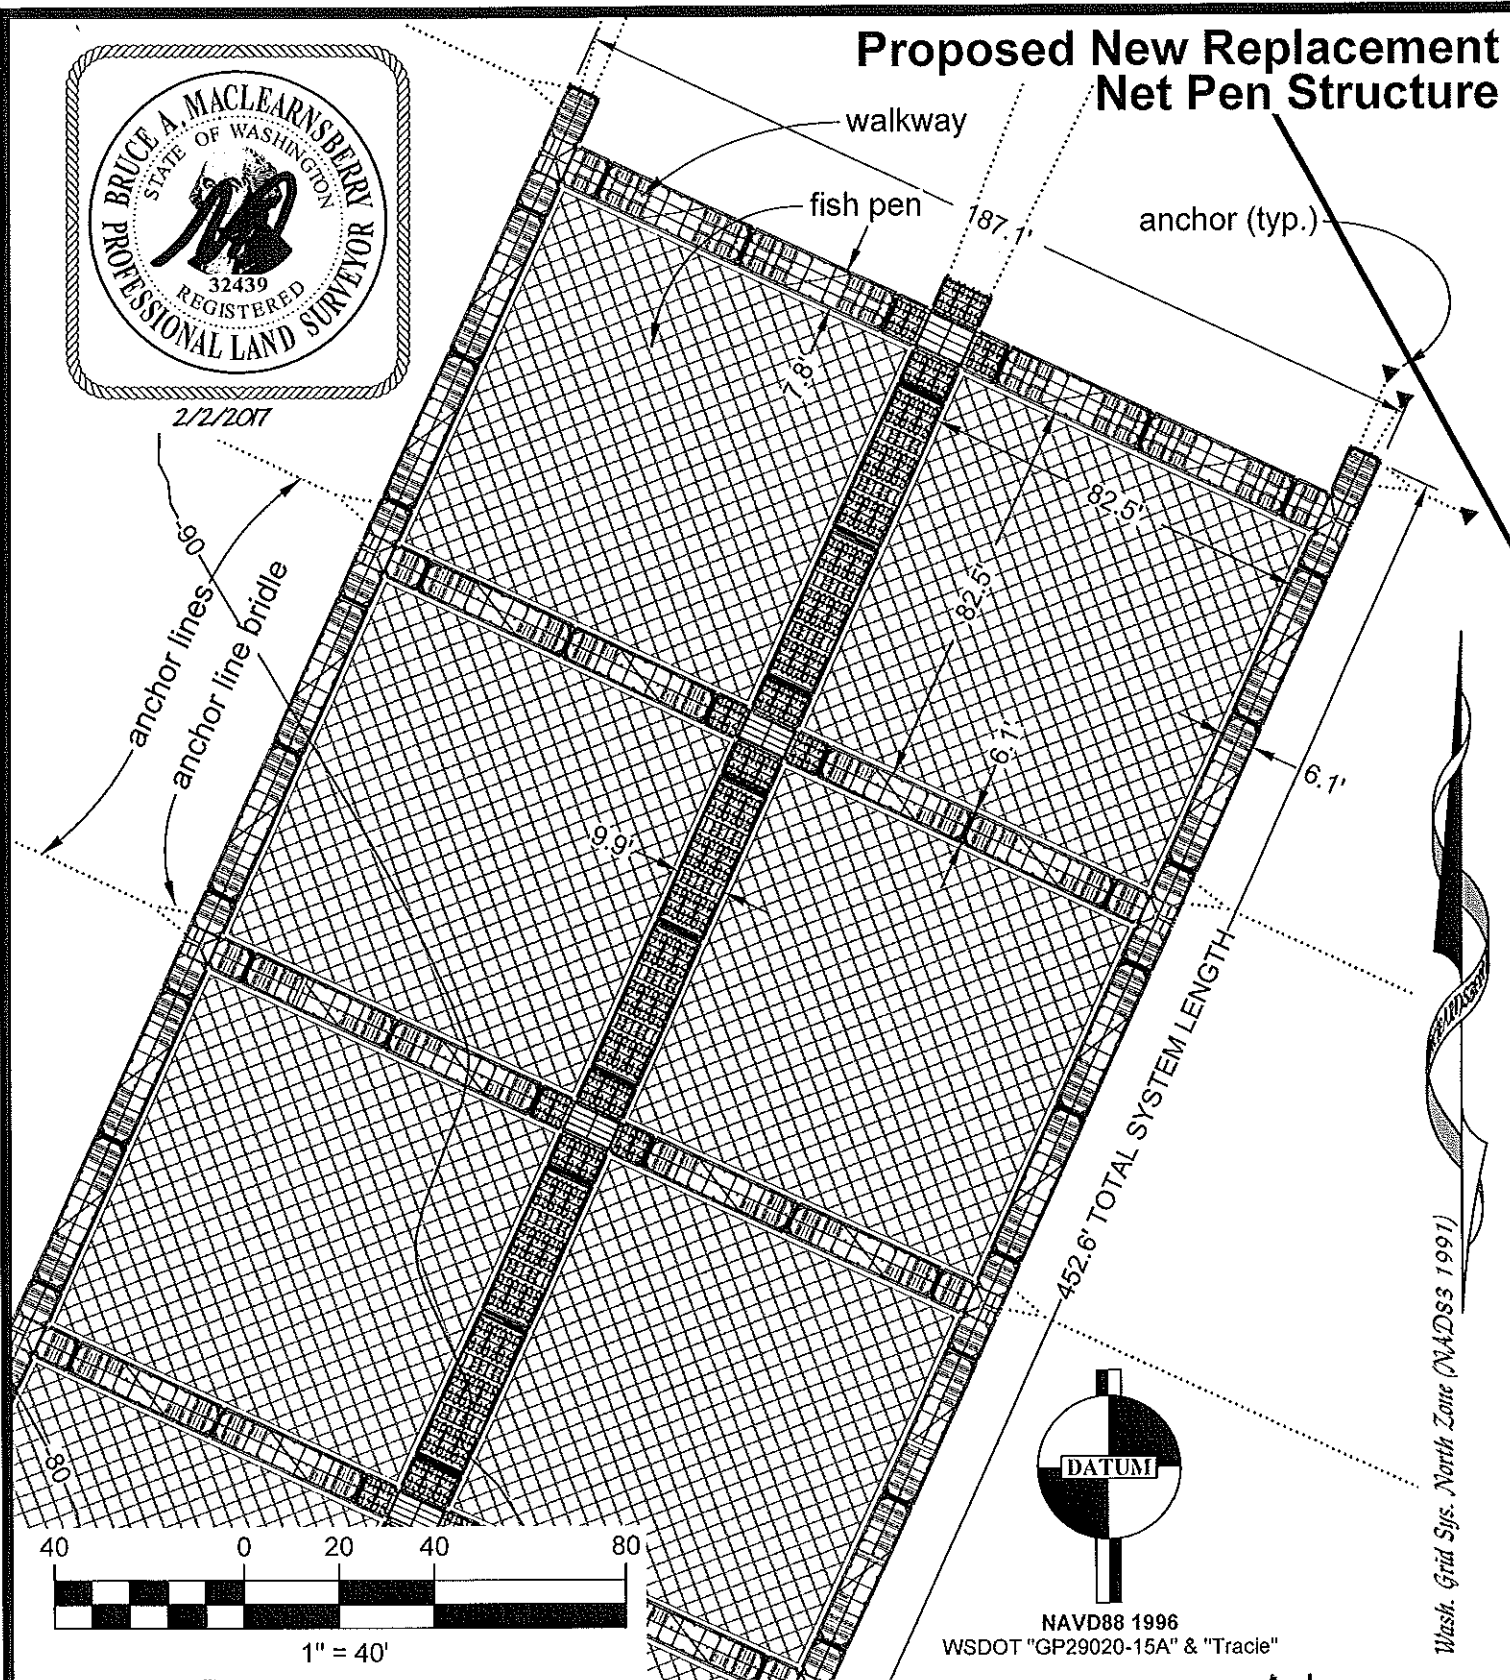 Proposed New Replacement
Net Pen Structure
BRUCE A. MACLEARNSBERRY
STATE OF WASHINGTON
32439
REGISTERED
PROFESSIONAL LAND SURVEYOR
2/2/2017
walkway
fish pen
187.1'
anchor (typ.)
7.8'
82.5'
82.5'
-90
anchor lines
anchor line bridle
6.1'
6.1'
9.9'
452.6' TOTAL SYSTEM LENGTH
-80
40 0 20 40 80
1" = 40'
DATUM
NAVD88 1996
WSDOT "GP29020-15A" & "Tracie"
Wash. Grid Sys. North Zone (NAD83 1991)